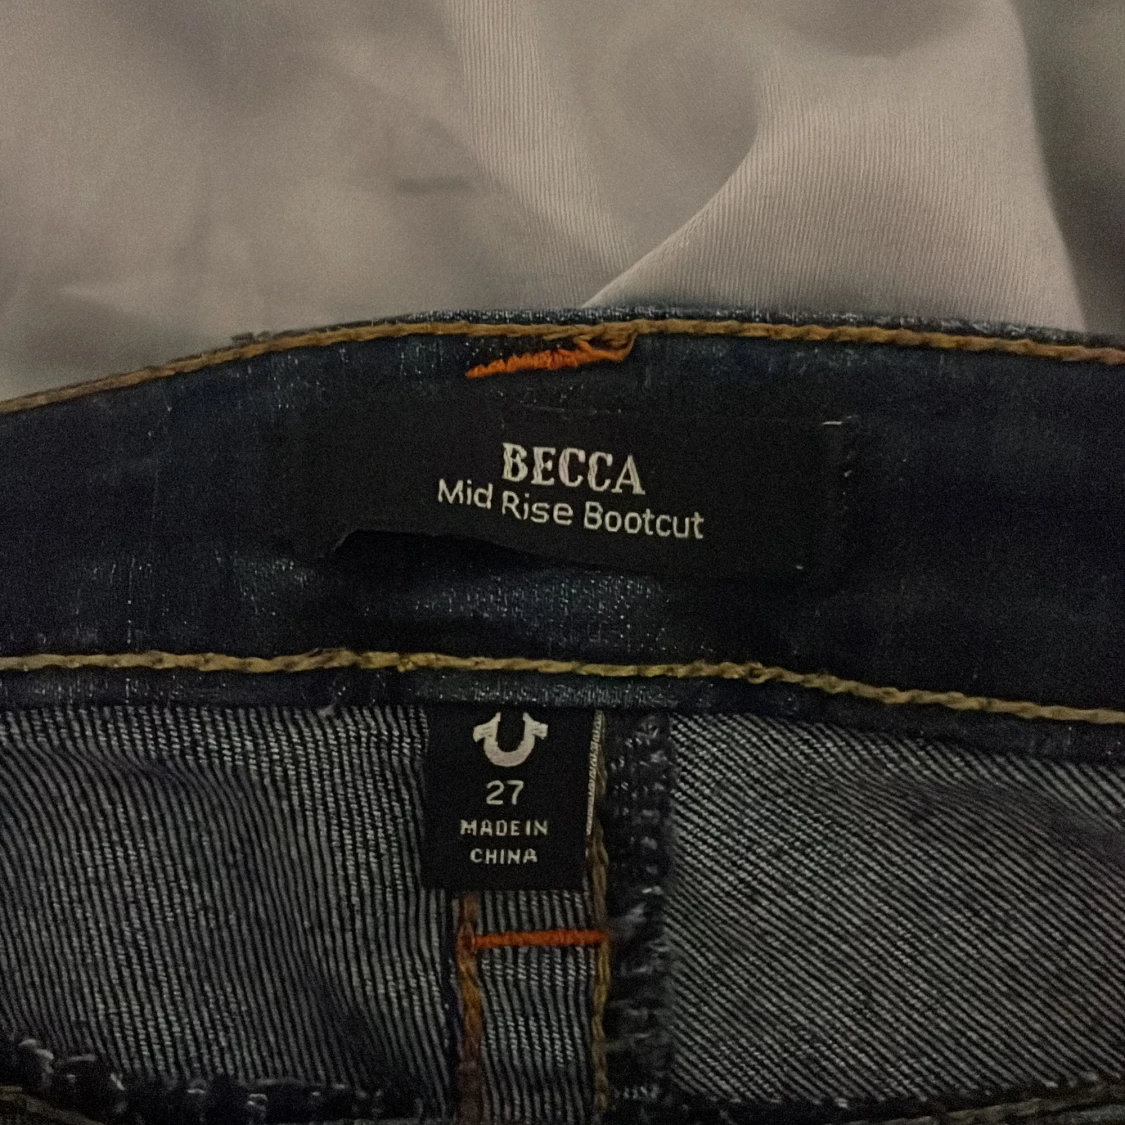 BECCA
Mid Rise Bootcut
27
MADE IN
CHINA